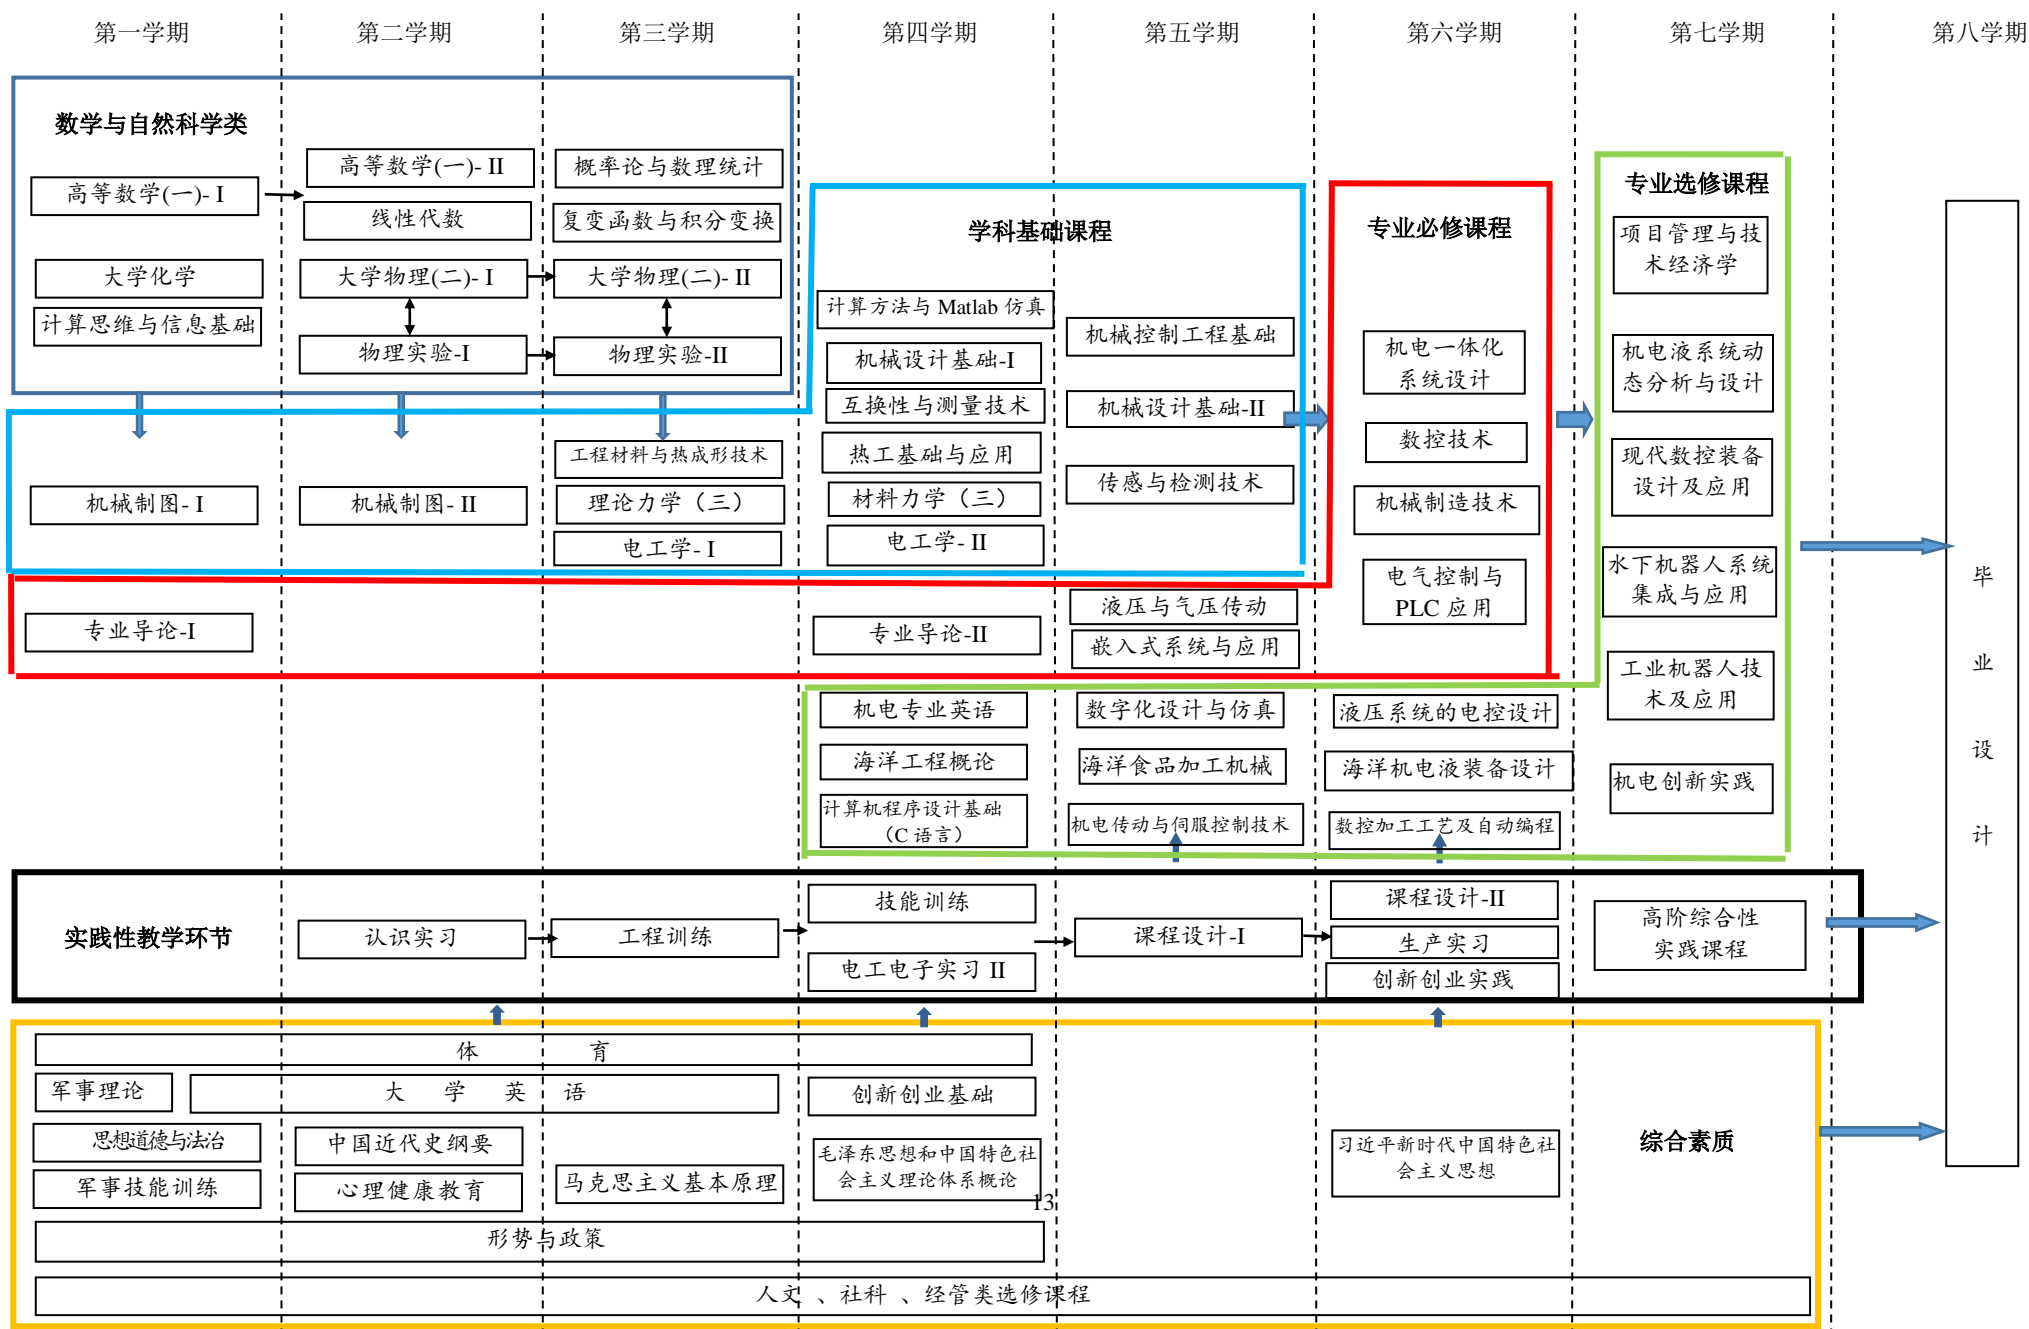 第一学期
第二学期
第三学期
第四学期
第五学期
第六学期
第七学期
第八学期
数学与自然科学类
高等数学(一)- I
大学化学
计算思维与信息基础
高等数学(一)- II
线性代数
大学物理(二)- I
物理实验-I
概率论与数理统计
复变函数与积分变换
大学物理(二)- II
物理实验-II
学科基础课程
机械制图- I
机械制图- II
工程材料与热成形技术
理论力学（三）
电工学- I
计算方法与 Matlab 仿真
机械设计基础-I
互换性与测量技术
热工基础与应用
材料力学（三）
电工学- II
机械控制工程基础
机械设计基础-II
传感与检测技术
专业必修课程
机电一体化
系统设计
数控技术
机械制造技术
电气控制与
PLC 应用
专业导论-I
专业导论-II
液压与气压传动
嵌入式系统与应用
专业选修课程
项目管理与技
术经济学
机电液系统动
态分析与设计
现代数控装备
设计及应用
水下机器人系统
集成与应用
工业机器人技
术及应用
机电创新实践
机电专业英语
海洋工程概论
计算机程序设计基础
（C 语言）
数字化设计与仿真
海洋食品加工机械
机电传动与伺服控制技术
液压系统的电控设计
海洋机电液装备设计
数控加工工艺及自动编程
毕
业
设
计
实践性教学环节
认识实习
工程训练
技能训练
电工电子实习 II
课程设计-I
课程设计-II
生产实习
创新创业实践
高阶综合性
实践课程
体 育
军事理论
大 学 英 语
创新创业基础
思想道德与法治
中国近代史纲要
马克思主义基本原理
毛泽东思想和中国特色社
会主义理论体系概论
习近平新时代中国特色社
会主义思想
综合素质
军事技能训练
心理健康教育
13
形势与政策
人文 、社科 、经管类选修课程